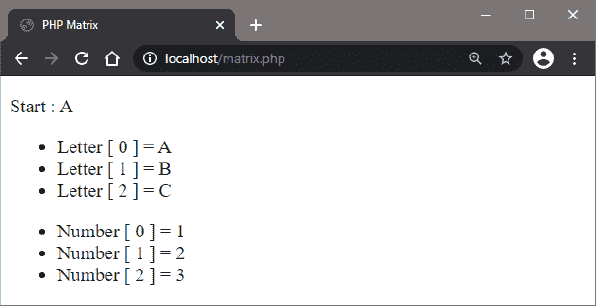 PHP Matrix
localhost/matrix.php
Start : A
Letter [ 0 ] = A
Letter [ 1 ] = B
Letter [ 2 ] = C
Number [ 0 ] = 1
Number [ 1 ] = 2
Number [ 2 ] = 3